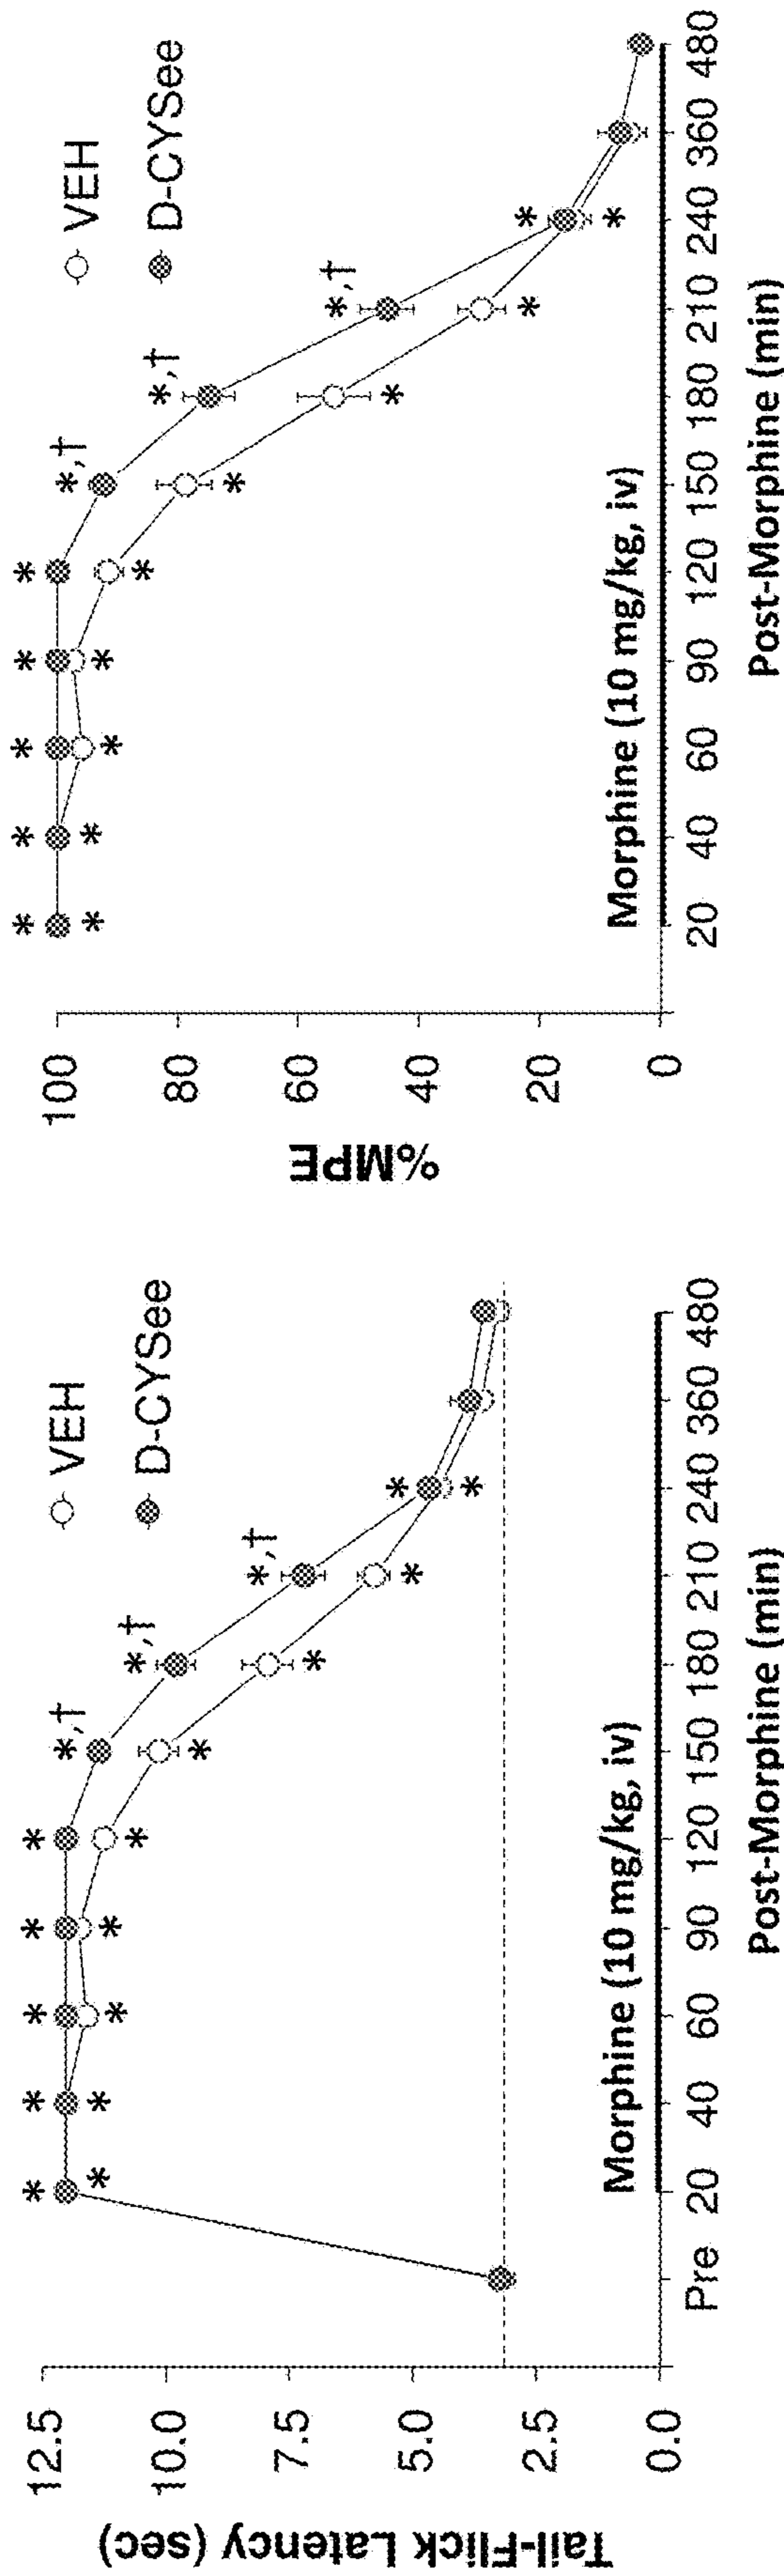 12.5
10.0
7.5
5.0
2.5
0.0
Tail-Flick Latency (sec)
VEH
D-CYSee
* * * * * *,† *,† *,† *
* * * * * * * * *
Morphine (10 mg/kg, iv)
Pre 20 40 60 90 120 150 180 210 240 360 480
Post-Morphine (min)
100
80
60
40
20
0
%MPE
VEH
D-CYSee
* * * * * *,† *,† *,† *
* * * * * * * * *
Morphine (10 mg/kg, iv)
20 40 60 90 120 150 180 210 240 360 480
Post-Morphine (min)